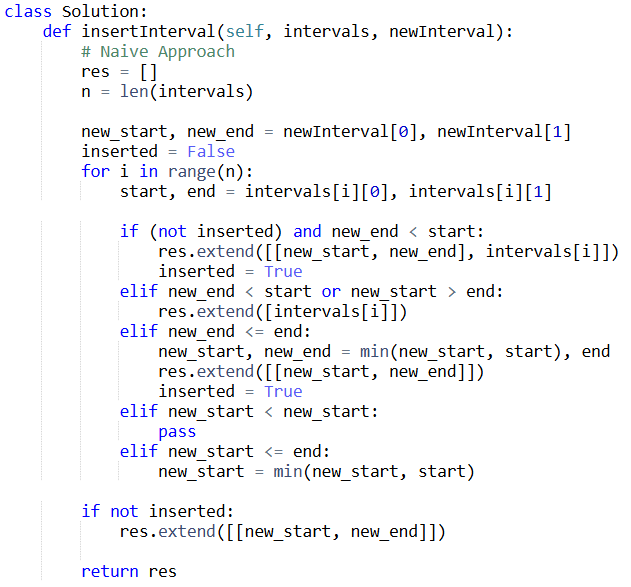 class Solution:
    def insertInterval(self, intervals, newInterval):
        # Naive Approach
        res = []
        n = len(intervals)

        new_start, new_end = newInterval[0], newInterval[1]
        inserted = False
        for i in range(n):
            start, end = intervals[i][0], intervals[i][1]

            if (not inserted) and new_end < start:
                res.extend([[new_start, new_end], intervals[i]])
                inserted = True
            elif new_end < start or new_start > end:
                res.extend([intervals[i]])
            elif new_end <= end:
                new_start, new_end = min(new_start, start), end
                res.extend([[new_start, new_end]])
                inserted = True
            elif new_start < new_start:
                pass
            elif new_start <= end:
                new_start = min(new_start, start)

        if not inserted:
            res.extend([[new_start, new_end]])

        return res